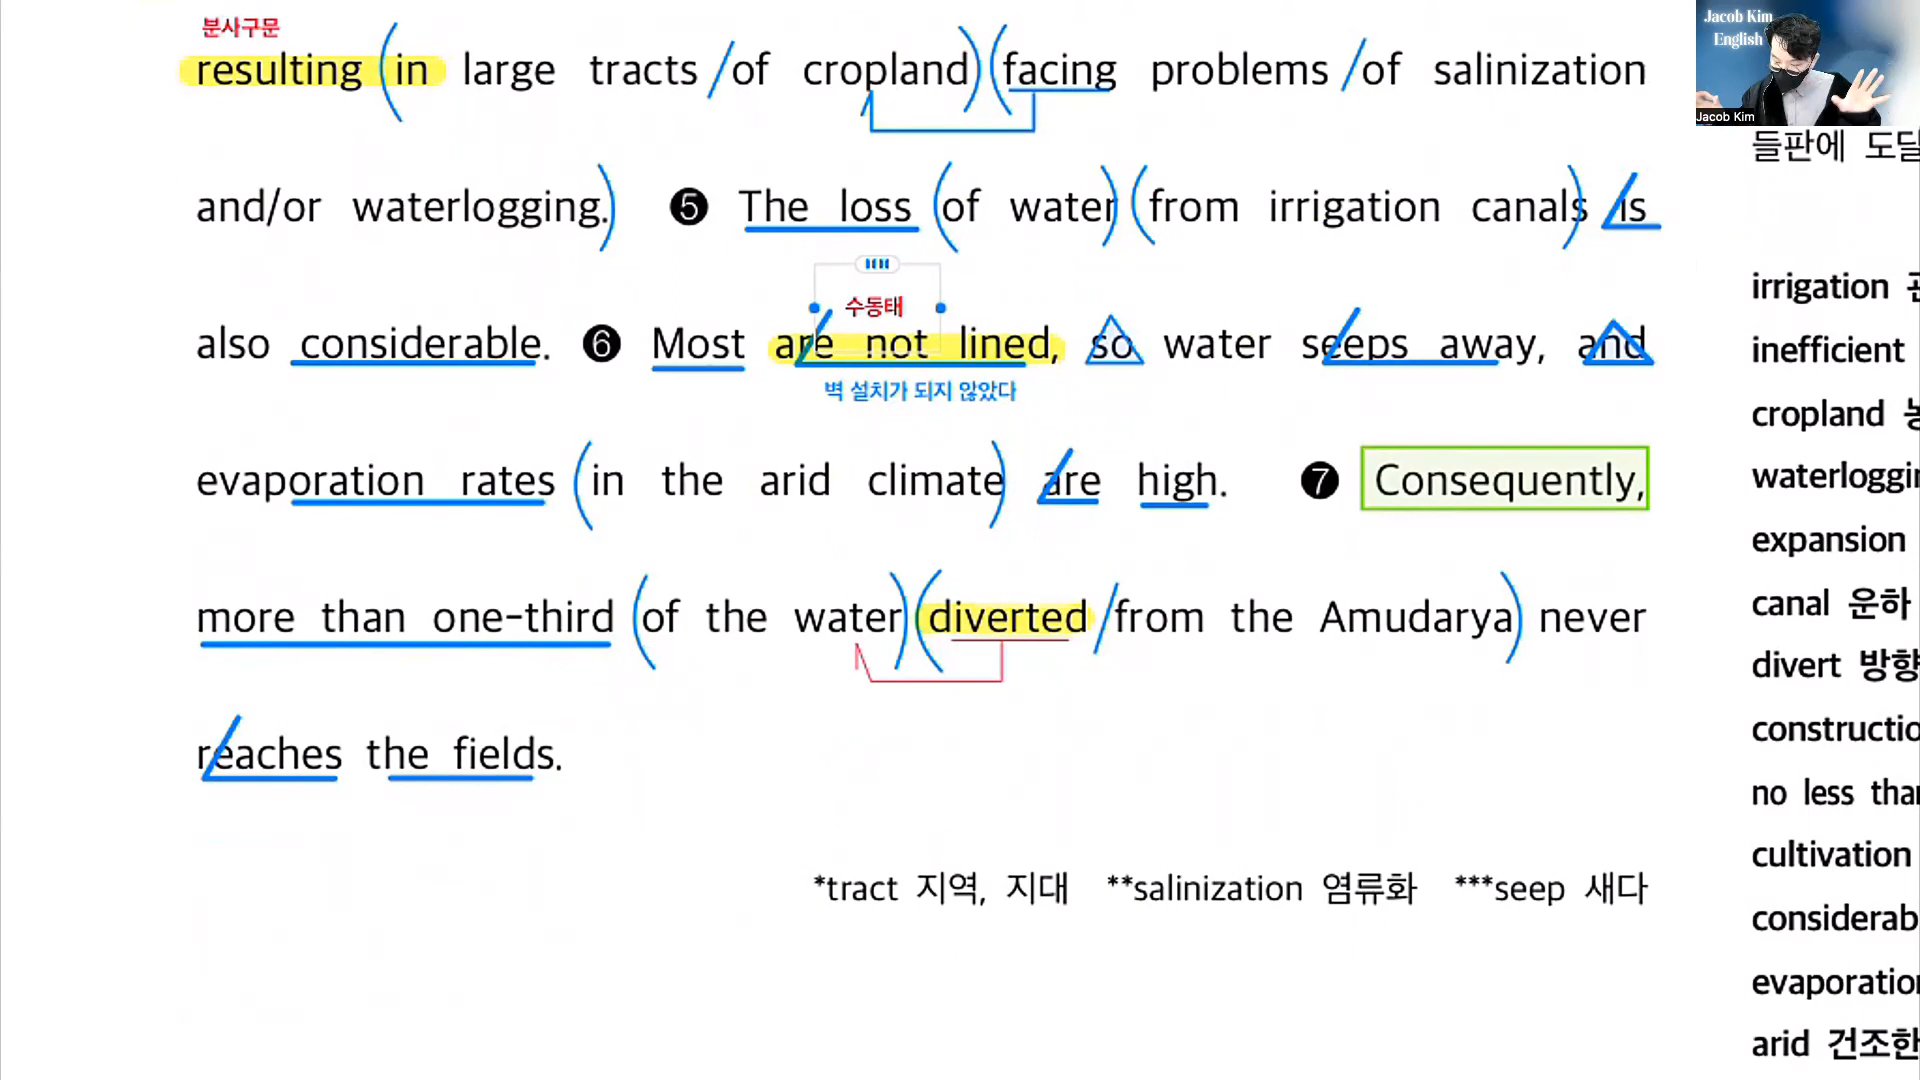 분사구문
resulting in large tracts of cropland facing problems of salinization
and/or waterlogging. ❺ The loss of water from irrigation canals is
수동태
also considerable. ❻ Most are not lined, so water seeps away, and
벽 설치가 되지 않았다
evaporation rates in the arid climate are high. ❼ Consequently,
more than one-third of the water diverted from the Amudarya never
reaches the fields.
*tract 지역, 지대 **salinization 염류화 ***seep 새다
Jacob Kim
English
Jacob Kim
들판에
irrigation
inefficient
cropland
expansion
canal 운하
divert
no less
cultivation
arid